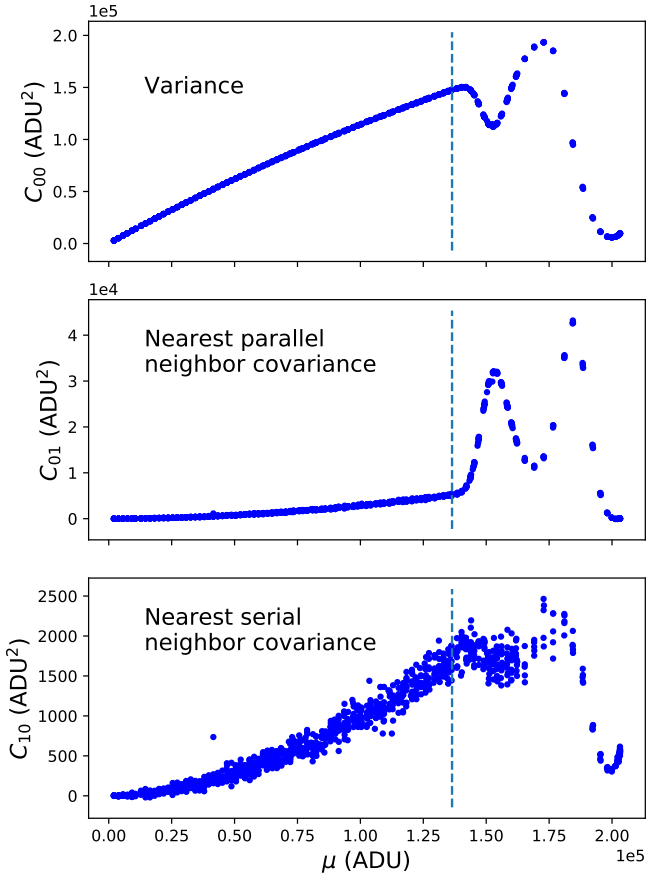 1e5
2.0
1.5
1.0
0.5
0.0
C00 (ADU2)
Variance
1e4
4
3
2
1
0
C01 (ADU2)
Nearest parallel
neighbor covariance
2500
2000
1500
1000
500
0
C10 (ADU2)
Nearest serial
neighbor covariance
0.00 0.25 0.50 0.75 1.00 1.25 1.50 1.75 2.00
1e5
μ (ADU)